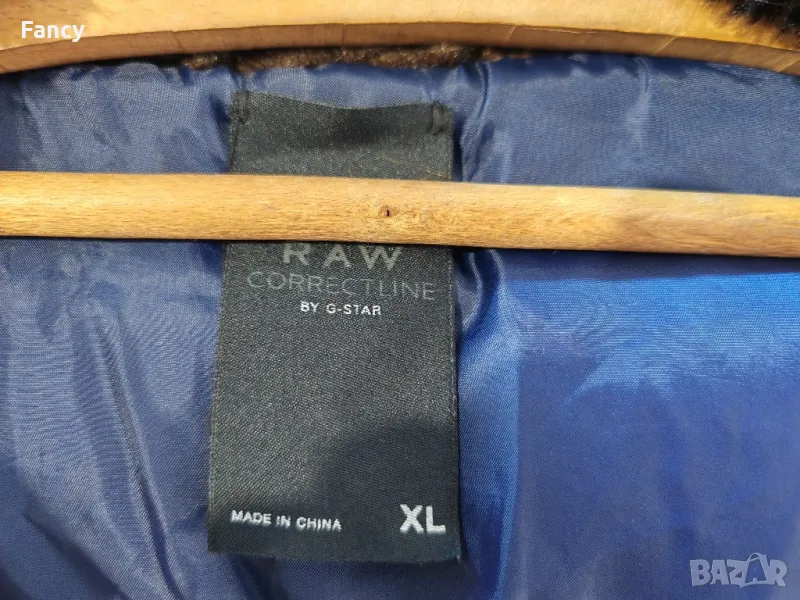 Fancy
RAW
CORRECTLINE
BY G-STAR
MADE IN CHINA
XL
BAZAR